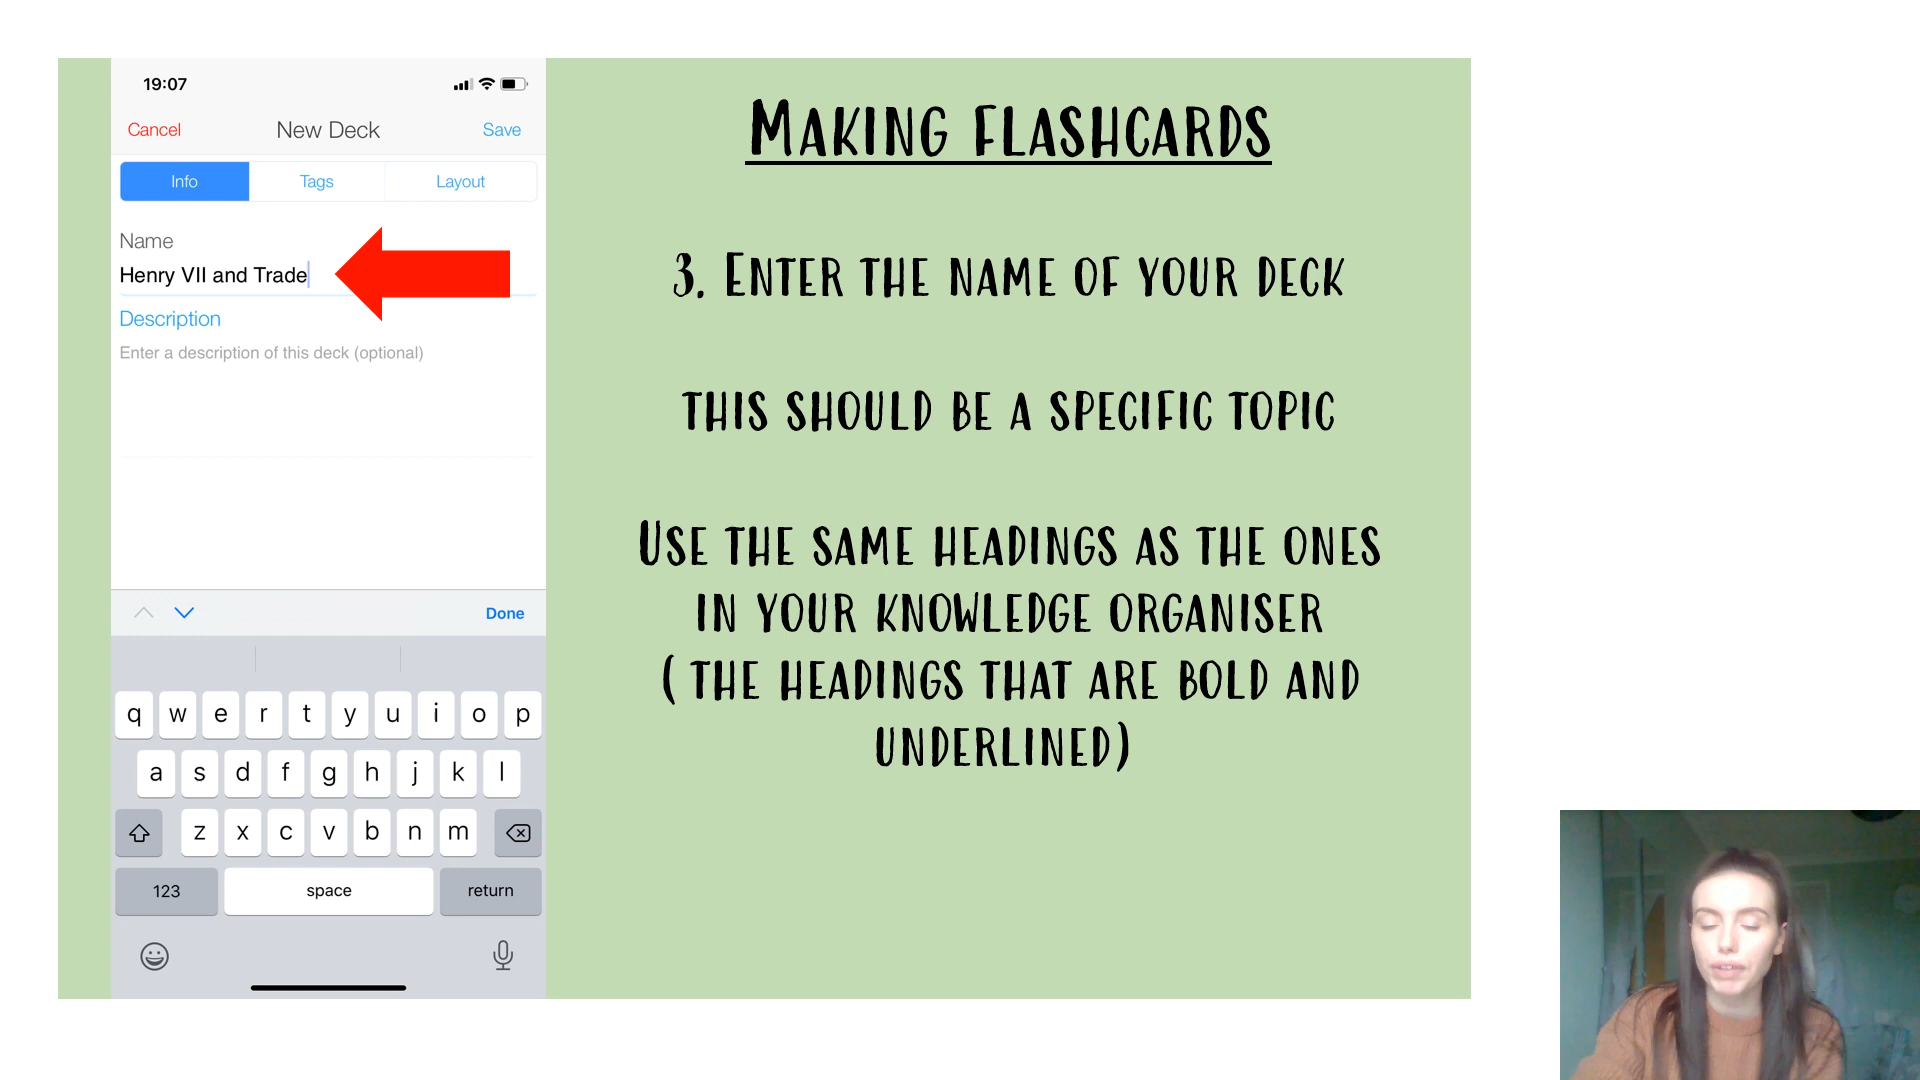 19:07
Cancel New Deck Save
Info Tags Layout
Name
Henry VII and Trade
Description
Enter a description of this deck (optional)
Done
q w e r t y u i o p
a s d f g h j k l
z x c v b n m
123 space return
MAKING FLASHCARDS
3. ENTER THE NAME OF YOUR DECK
THIS SHOULD BE A SPECIFIC TOPIC
USE THE SAME HEADINGS AS THE ONES
IN YOUR KNOWLEDGE ORGANISER
( THE HEADINGS THAT ARE BOLD AND
UNDERLINED)